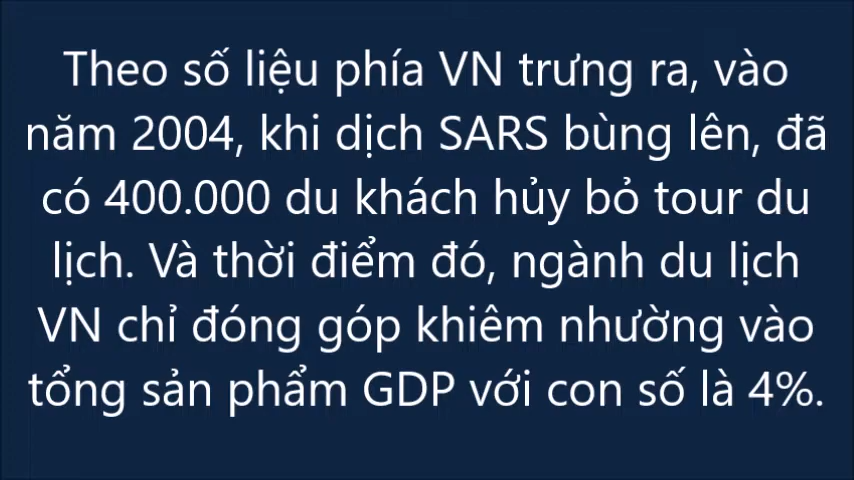 Theo số liệu phía VN trưng ra, vào
năm 2004, khi dịch SARS bùng lên, đã
có 400.000 du khách hủy bỏ tour du
lịch. Và thời điểm đó, ngành du lịch
VN chỉ đóng góp khiêm nhường vào
tổng sản phẩm GDP với con số là 4%.